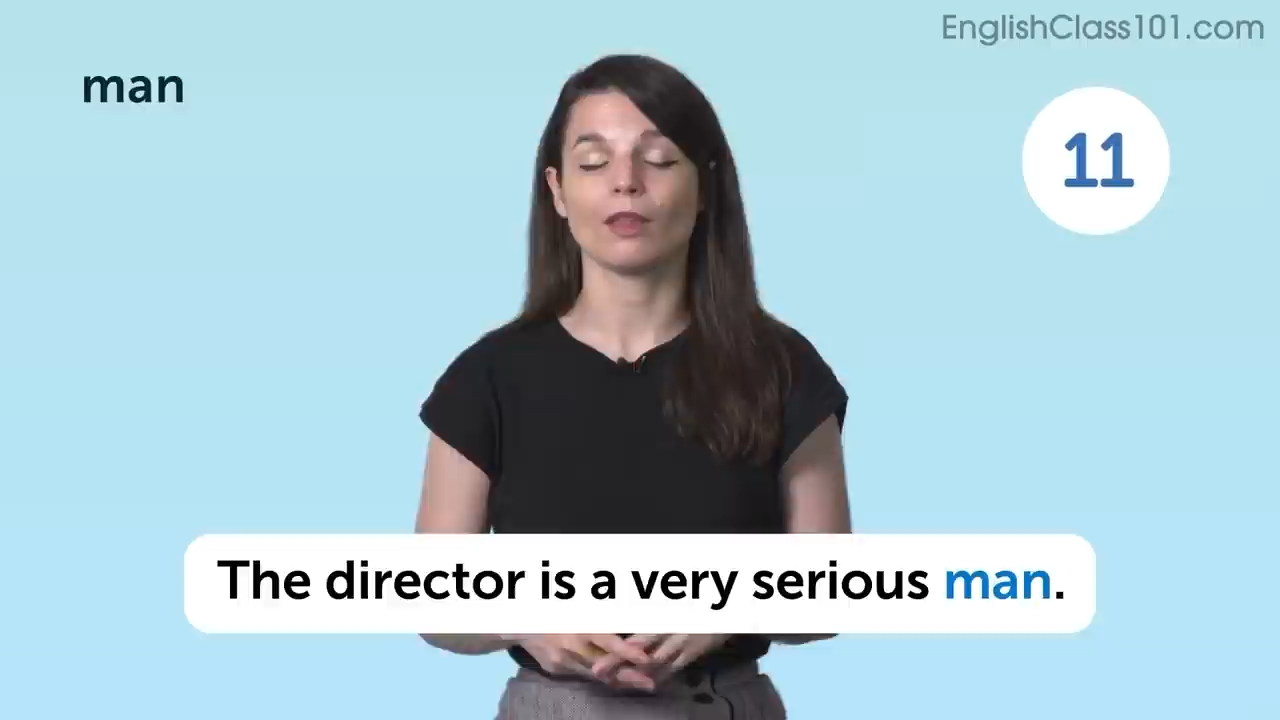 EnglishClass101.com
man
11
The director is a very serious man.